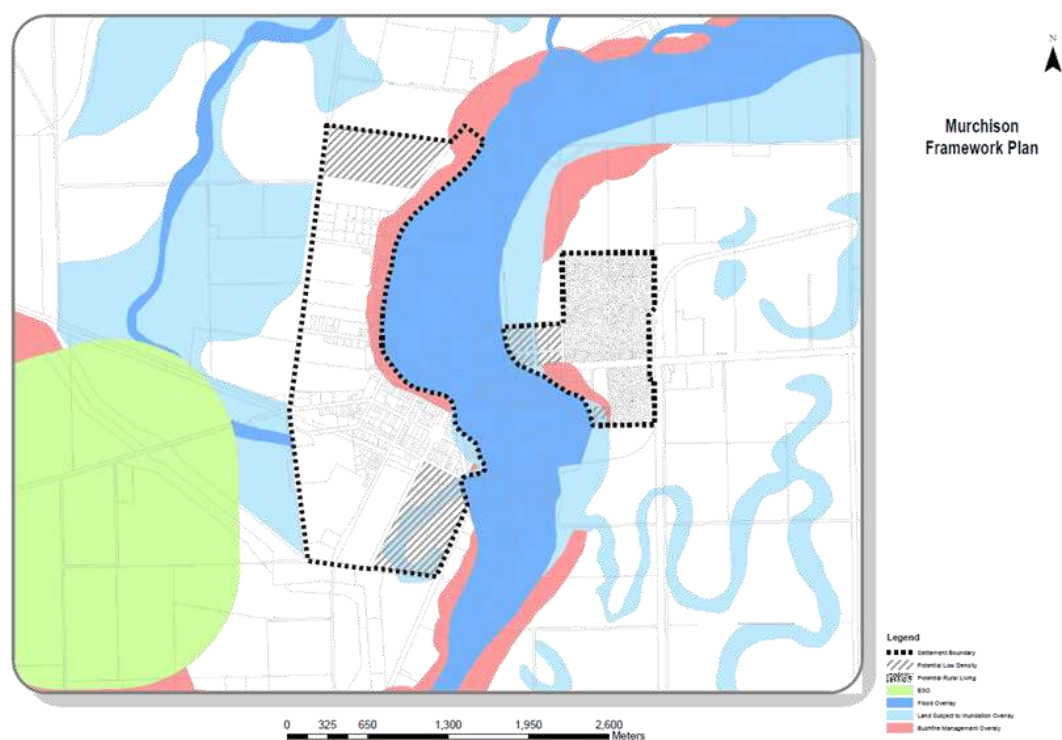 N
Murchison
Framework Plan
Legend
Settlement Boundary
Potential Low Density
Potential Rural Living
ESO
Flood Overlay
Land Subject to Inundation Overlay
Bushfire Management Overlay
0 325 650 1,300 1,950 2,600
Meters